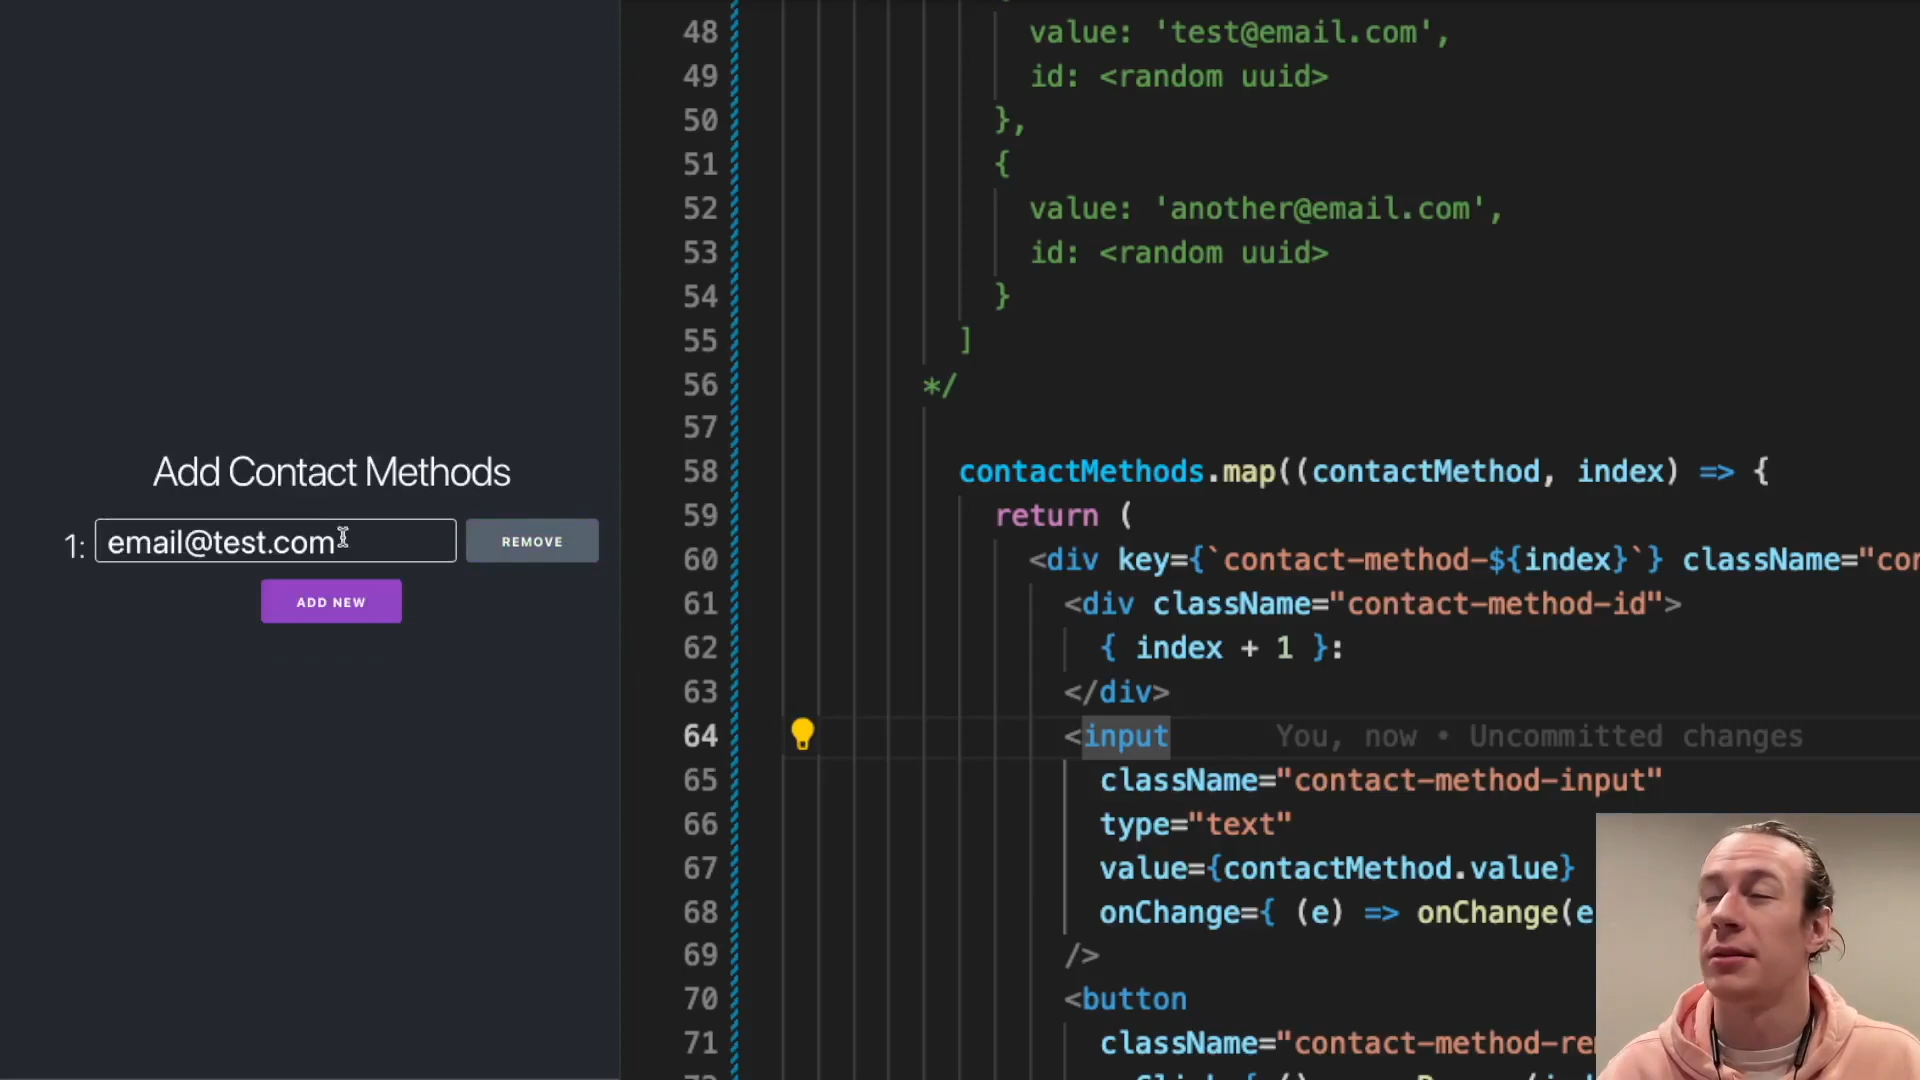 Add Contact Methods
1: email@test.com REMOVE
ADD NEW
48 value: 'test@email.com',
49 id: <random uuid>
50 },
51 {
52 value: 'another@email.com',
53 id: <random uuid>
54 }
55 ]
56 */
57
58 contactMethods.map((contactMethod, index) => {
59 return (
60 <div key={`contact-method-${index}`} className="con
61 <div className="contact-method-id">
62 { index + 1 }:
63 </div>
64 <input You, now • Uncommitted changes
65 className="contact-method-input"
66 type="text"
67 value={contactMethod.value}
68 onChange={ (e) => onChange(e
69 />
70 <button
71 className="contact-method-re